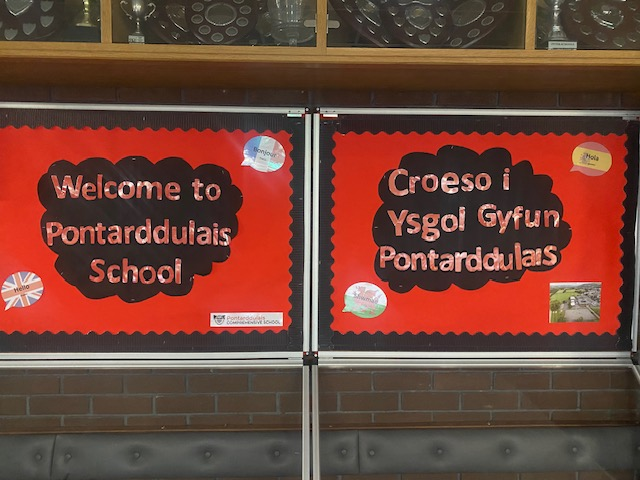 Bonjour
Welcome to
Pontarddulais
School
Hello
Pontarddulais
COMPREHENSIVE SCHOOL
Hola
Croeso i
Ysgol Gyfun
Pontarddulais